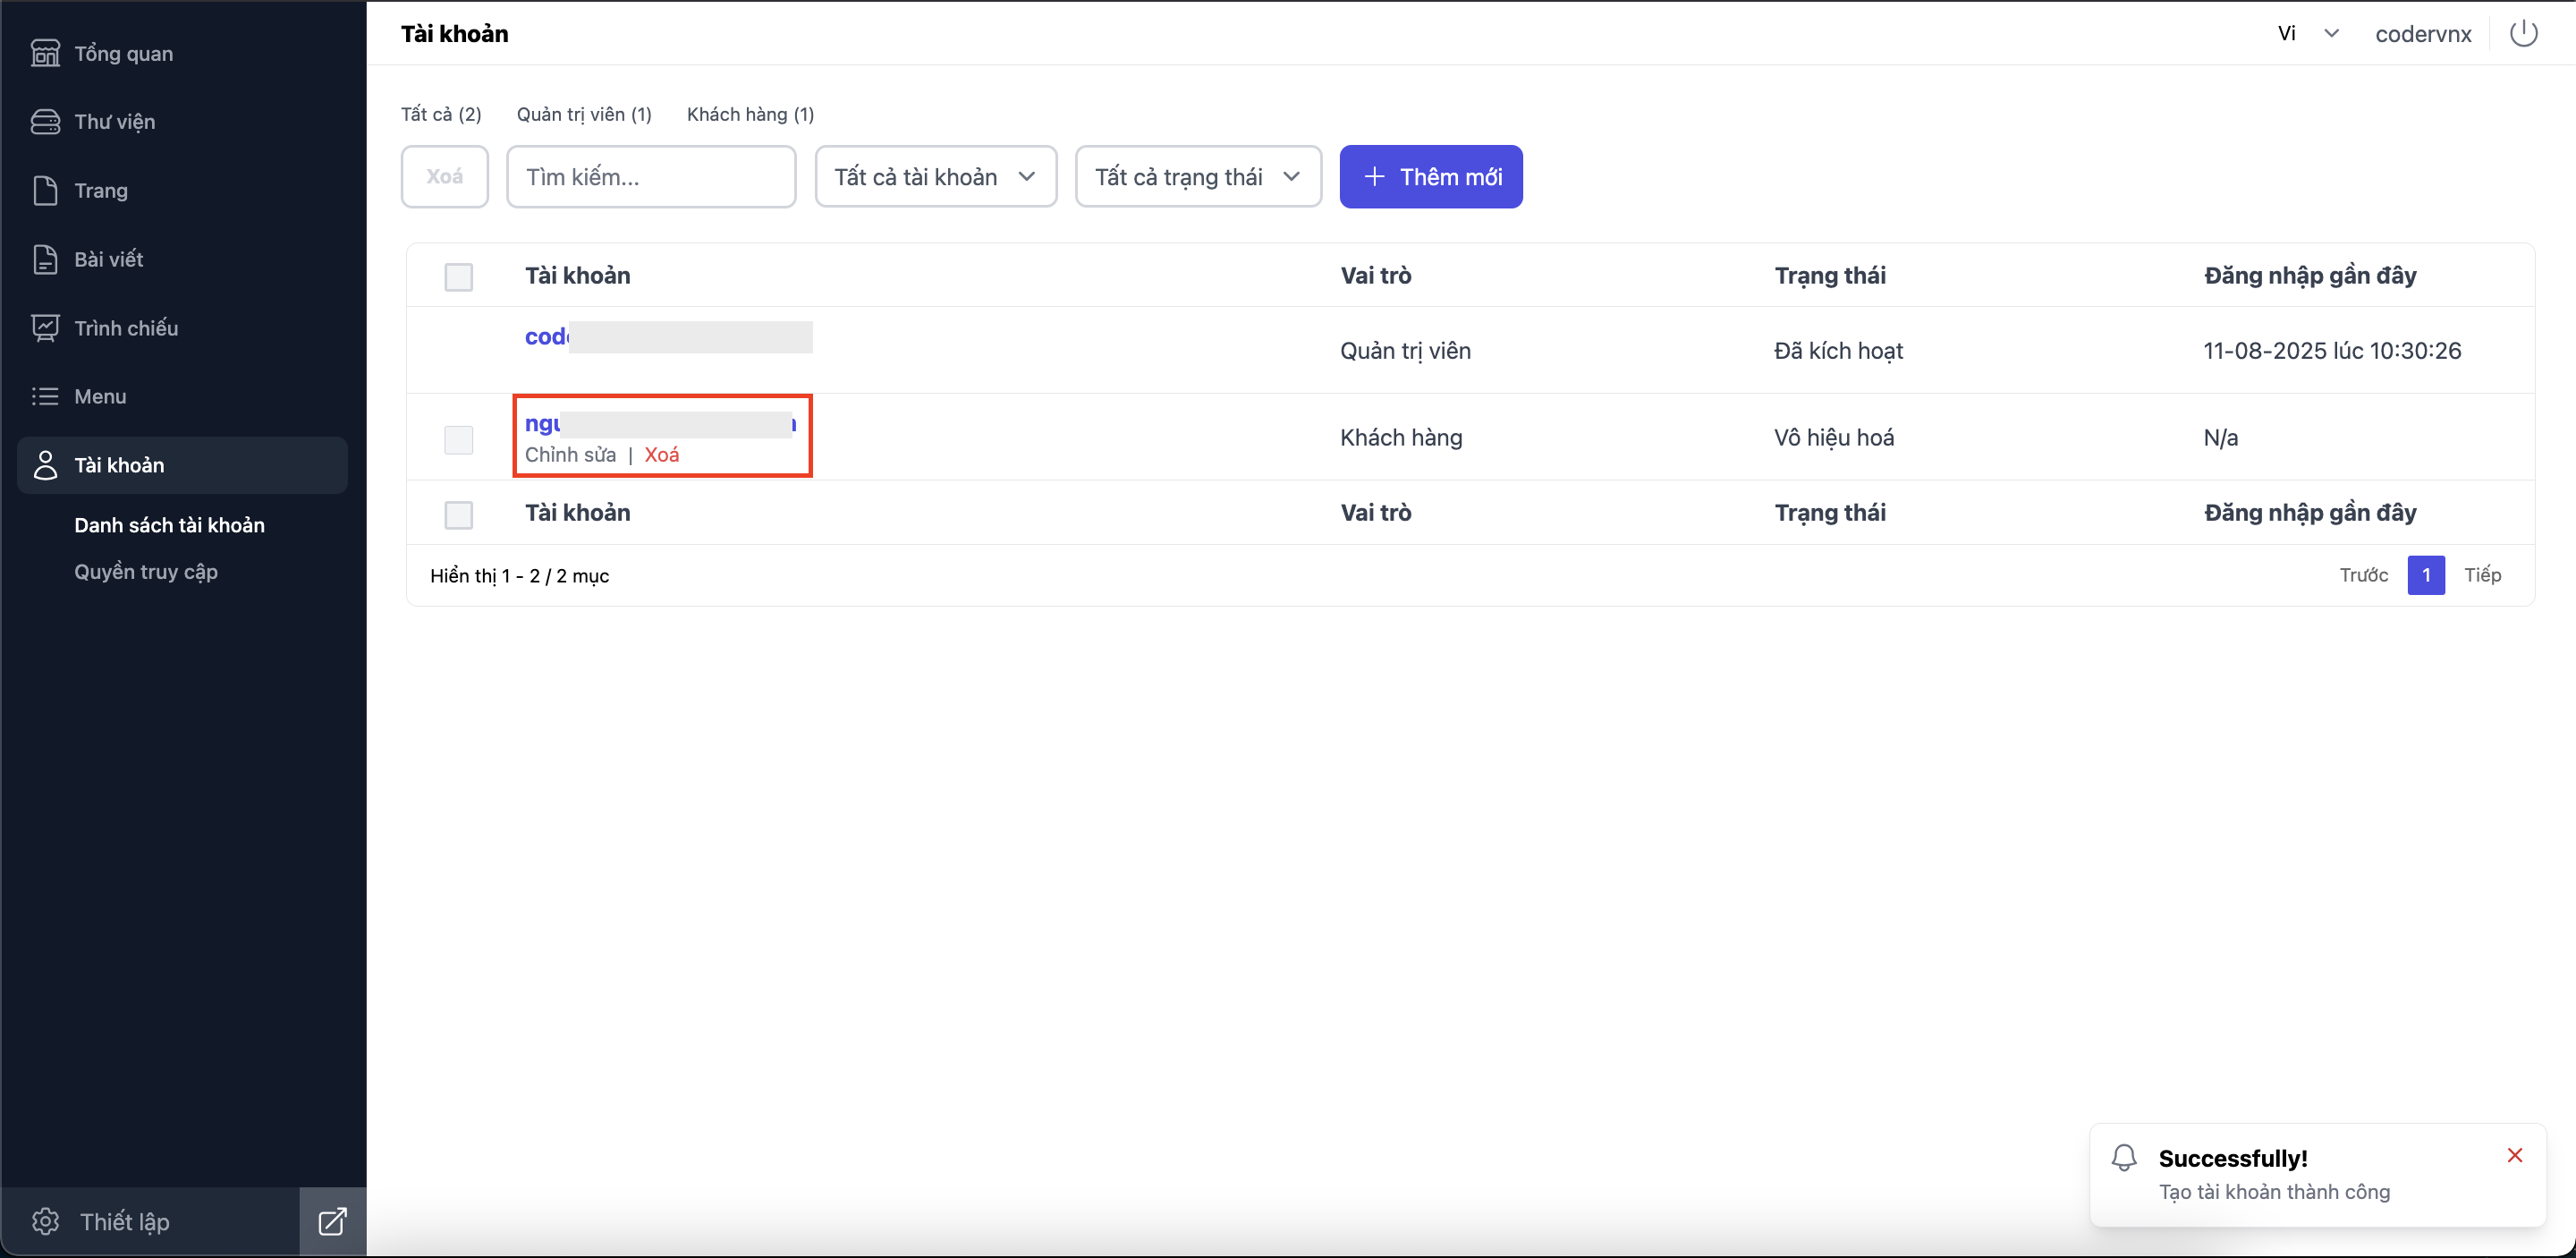 Tổng quan
Thư viện
Trang
Bài viết
Trình chiếu
Menu
Tài khoản
Danh sách tài khoản
Quyền truy cập
Thiết lập
Tài khoản
Vi
codervnx
Tất cả (2) Quản trị viên (1) Khách hàng (1)
Xoá Tìm kiếm... Tất cả tài khoản Tất cả trạng thái + Thêm mới
Tài khoản Vai trò Trạng thái Đăng nhập gần đây
Quản trị viên Đã kích hoạt 11-08-2025 lúc 10:30:26
Khách hàng Vô hiệu hoá N/a
Chỉnh sửa | Xoá
Tài khoản Vai trò Trạng thái Đăng nhập gần đây
Hiển thị 1 - 2 / 2 mục Trước 1 Tiếp
Successfully!
Tạo tài khoản thành công